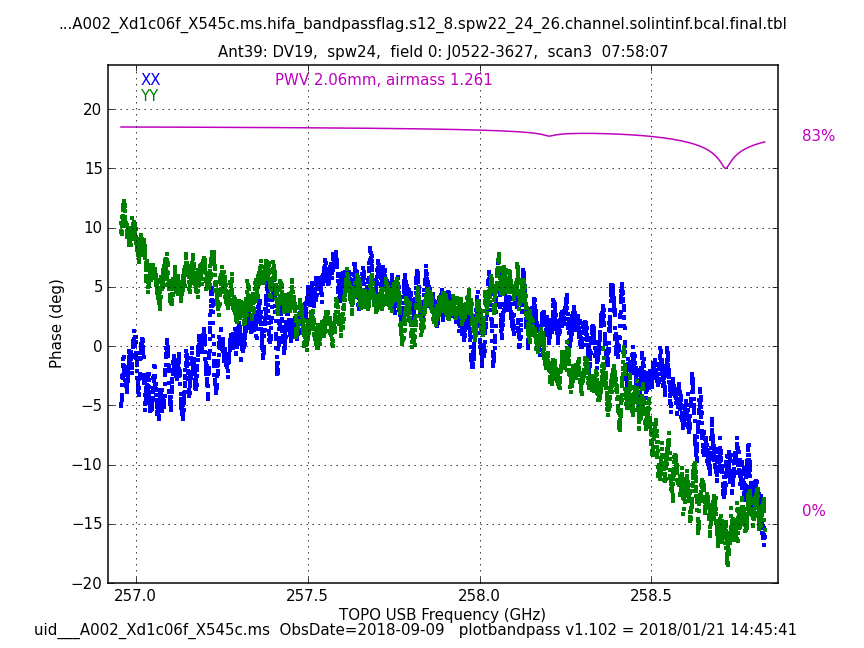 ...A002_Xd1c06f_X545c.ms.hifa_bandpassflag.s12_8.spw22_24_26.channel.solintinf.bcal.final.tbl
Ant39: DV19,  spw24,  field 0: J0522-3627,  scan3  07:58:07
XX
YY
PWV 2.06mm, airmass 1.261
83%
0%
20
15
10
5
0
−5
−10
−15
−20
Phase (deg)
257.0
257.5
258.0
258.5
TOPO USB Frequency (GHz)
uid___A002_Xd1c06f_X545c.ms  ObsDate=2018-09-09   plotbandpass v1.102 = 2018/01/21 14:45:41